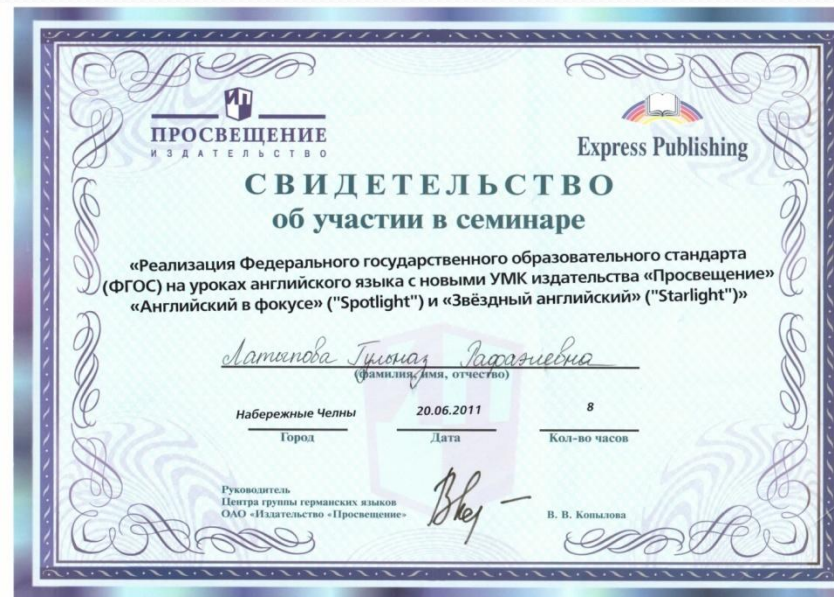 ПРОСВЕЩЕНИЕ
ИЗДАТЕЛЬСТВО
Express Publishing
СВИДЕТЕЛЬСТВО
об участии в семинаре
«Реализация Федерального государственного образовательного стандарта
(ФГОС) на уроках английского языка с новыми УМК издательства «Просвещение»
«Английский в фокусе» ("Spotlight") и «Звёздный английский» ("Starlight")»
Латыпова Гульназ Рафаэлевна
(фамилия, имя, отчество)
Набережные Челны 20.06.2011 8
Город Дата Кол-во часов
Руководитель
Центра группы германских языков
ОАО «Издательство «Просвещение»
В. В. Копылова